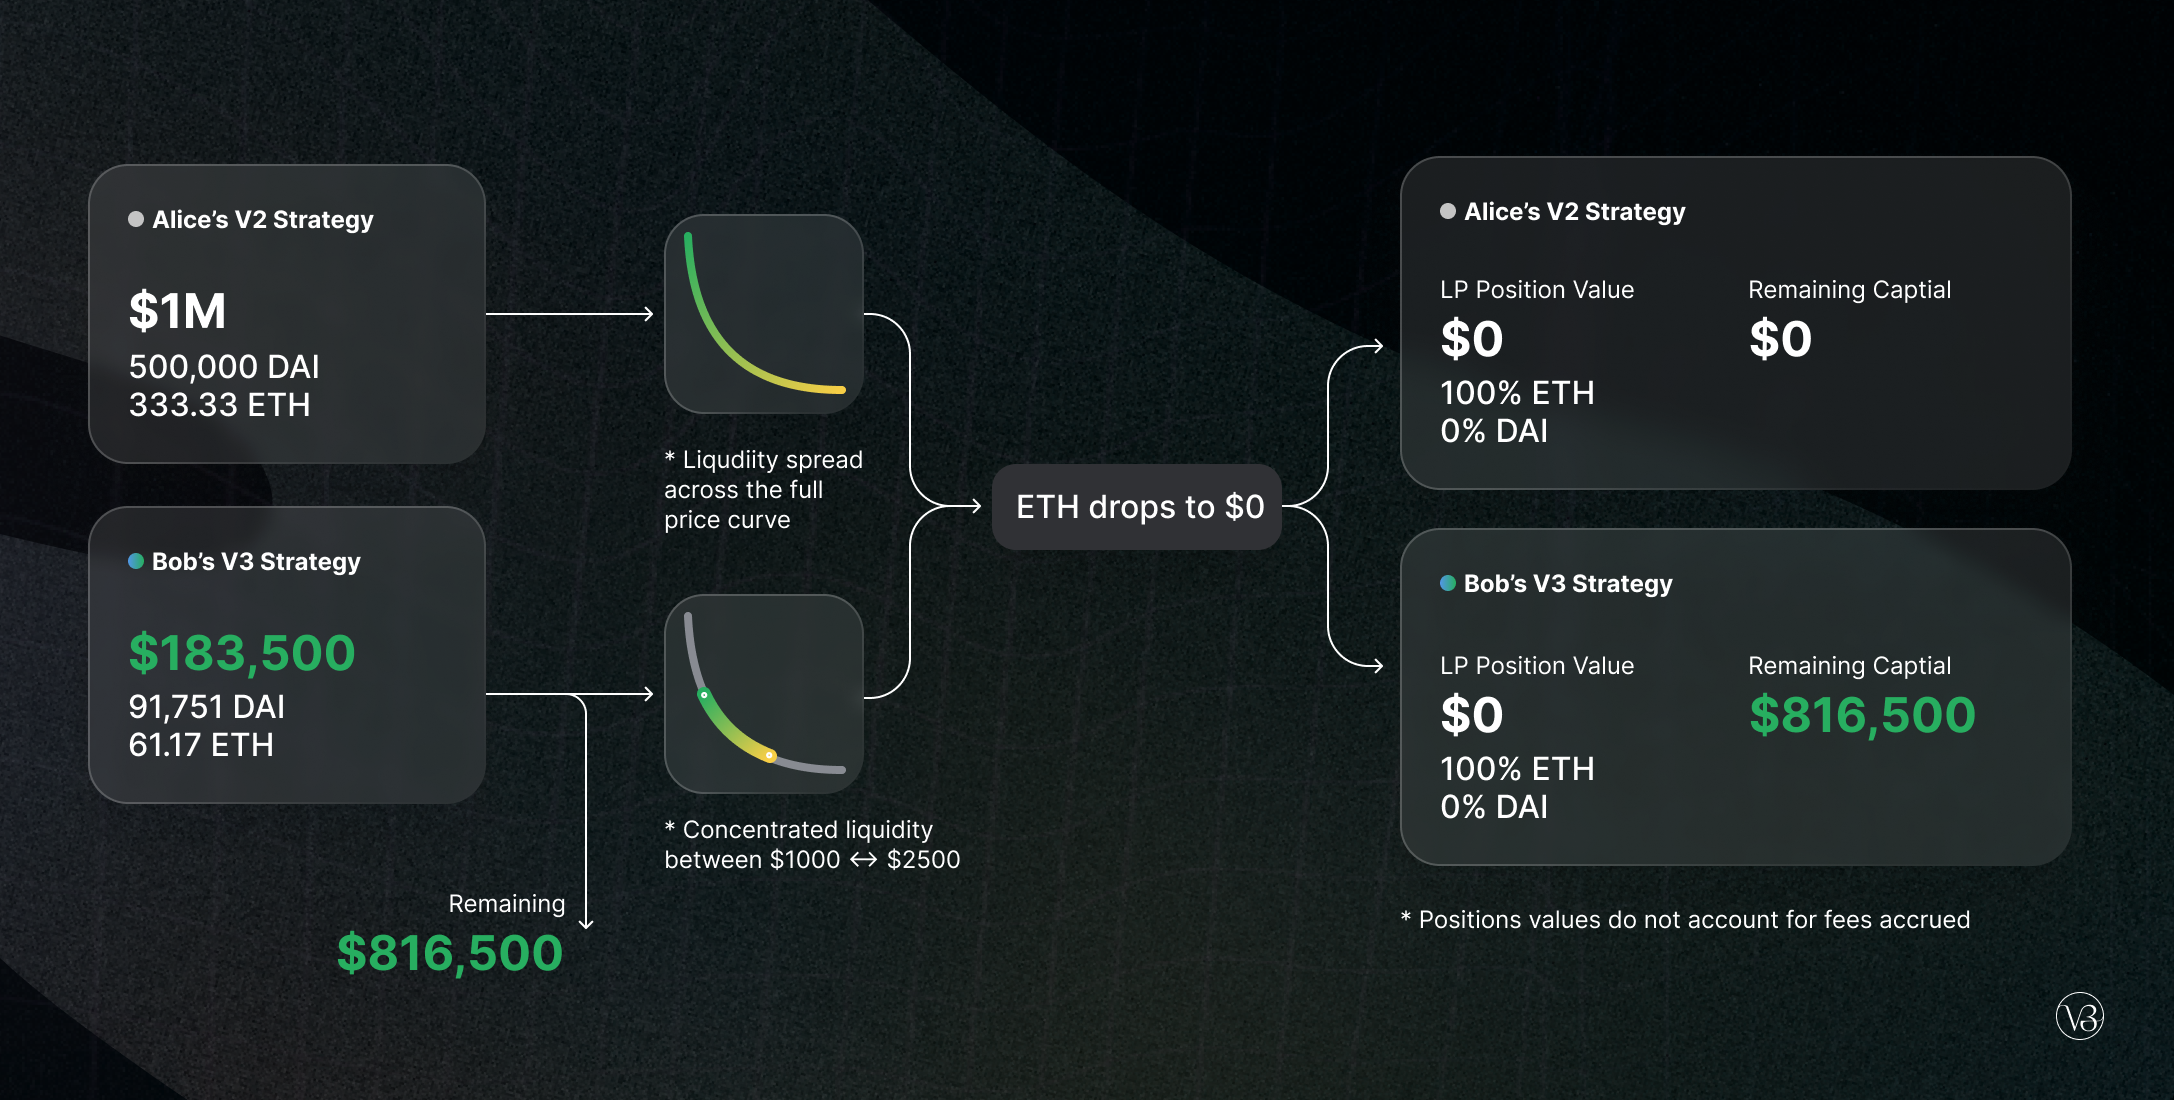 Alice's V2 Strategy
$1M
500,000 DAI
333.33 ETH
Bob's V3 Strategy
$183,500
91,751 DAI
61.17 ETH
Remaining
$816,500
* Liqudiity spread
across the full
price curve
* Concentrated liquidity
between $1000 ↔ $2500
ETH drops to $0
Alice's V2 Strategy
LP Position Value
$0
100% ETH
0% DAI
Remaining Captial
$0
Bob's V3 Strategy
LP Position Value
$0
100% ETH
0% DAI
Remaining Captial
$816,500
* Positions values do not account for fees accrued
V3